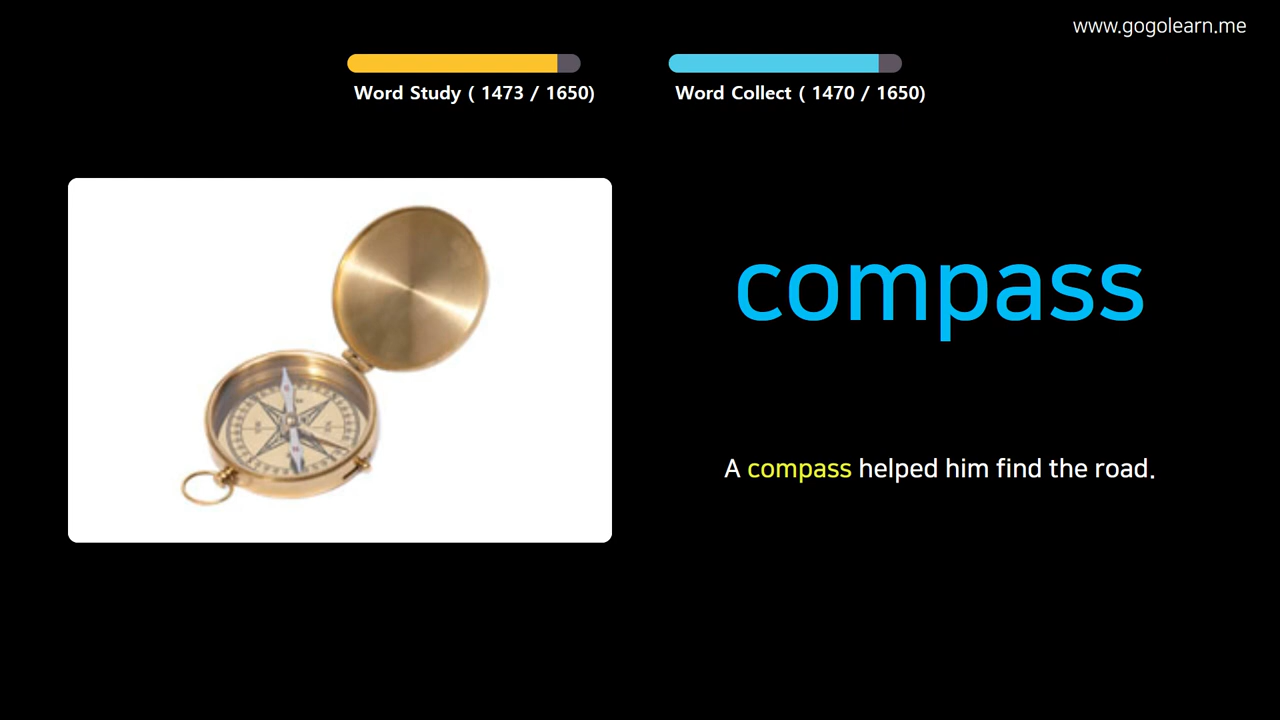 www.gogolearn.me
Word Study ( 1473 / 1650)
Word Collect ( 1470 / 1650)
compass
A compass helped him find the road.